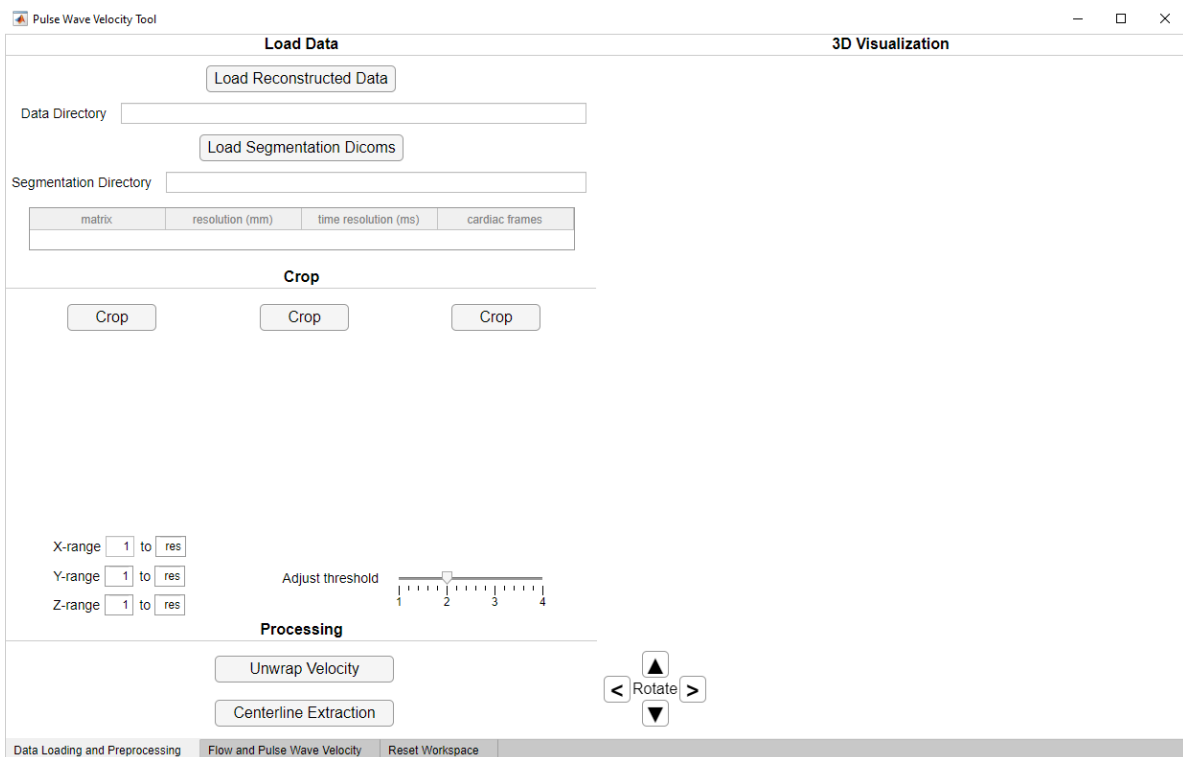 Pulse Wave Velocity Tool
Load Data
3D Visualization
Load Reconstructed Data
Data Directory
Load Segmentation Dicoms
Segmentation Directory
matrix resolution (mm) time resolution (ms) cardiac frames
Crop
Crop Crop Crop
X-range 1 to res
Y-range 1 to res
Z-range 1 to res
Adjust threshold
1 2 3 4
Processing
Unwrap Velocity
Centerline Extraction
< Rotate >
Data Loading and Preprocessing Flow and Pulse Wave Velocity Reset Workspace